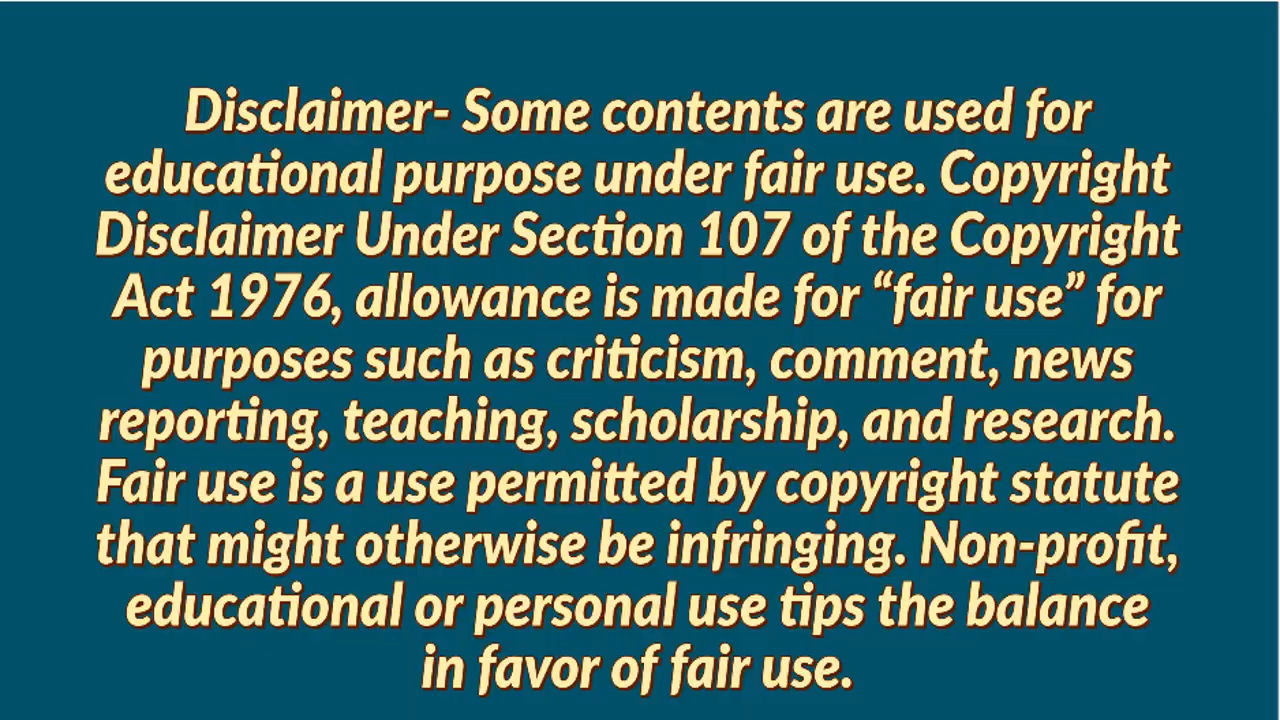 Disclaimer- Some contents are used for
educational purpose under fair use. Copyright
Disclaimer Under Section 107 of the Copyright
Act 1976, allowance is made for “fair use” for
purposes such as criticism, comment, news
reporting, teaching, scholarship, and research.
Fair use is a use permitted by copyright statute
that might otherwise be infringing. Non-profit,
educational or personal use tips the balance
in favor of fair use.